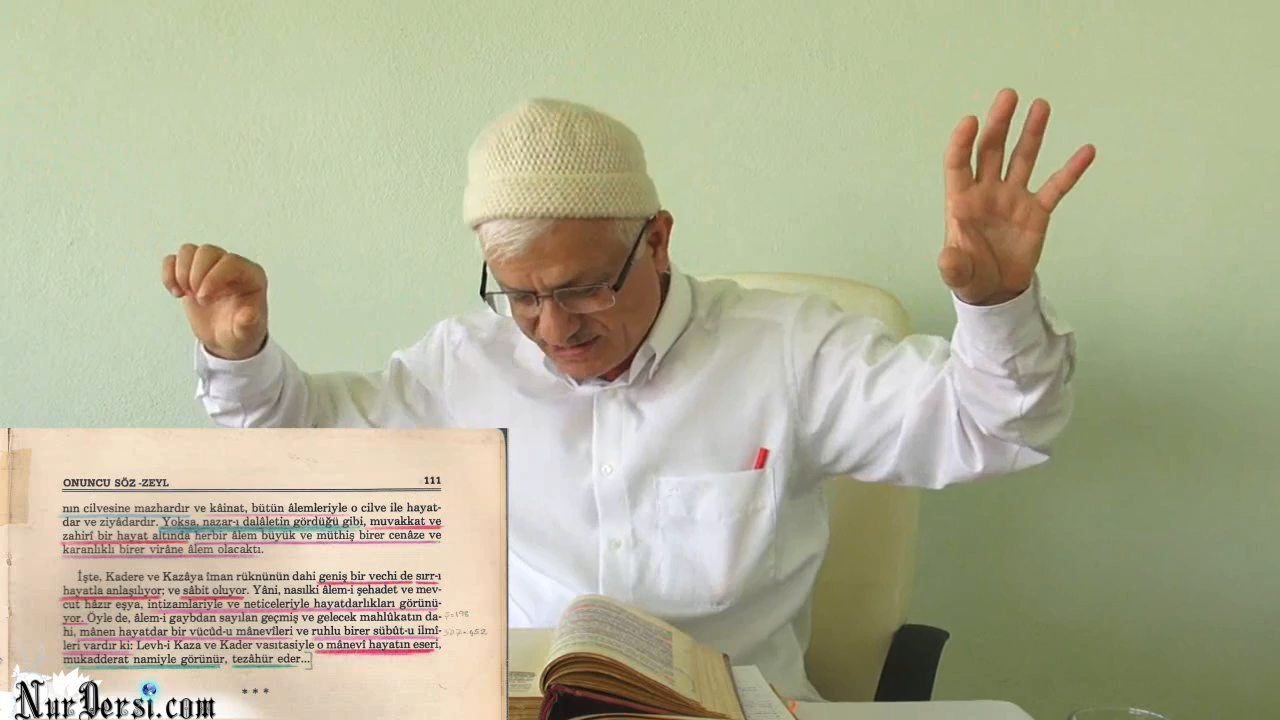 ONUNCU SÖZ -ZEYL 111
nın cilvesine mazhardır ve kâinat, bütün âlemleriyle o cilve ile hayat-
dar ve ziyâdardır. Yoksa, nazar-ı dalâletin gördüğü gibi, muvakkat ve
zahirî bir hayat altında herbir âlem büyük ve müthiş birer cenâze ve
karanlıklı birer virâne âlem olacaktı.
İşte, Kadere ve Kazâya îman rüknünün dahi geniş bir vechi de sırr-ı
hayatla anlaşılıyor; ve sâbit oluyor. Yâni, nasılki âlem-i şehadet ve mev-
cut hâzır eşya, intizamlariyle ve neticeleriyle hayatdarlıkları görünü-
yor. Öyle de, âlem-i gaybdan sayılan geçmiş ve gelecek mahlûkatın da-
hi, mânen hayatdar bir vücûd-u mânevîleri ve ruhlu birer sübût-u ilmî-
leri vardır ki: Levh-i Kaza ve Kader vasıtasiyle o mânevî hayatın eseri,
mukadderat namiyle görünür, tezâhür eder...
* * *
NurDersi.com